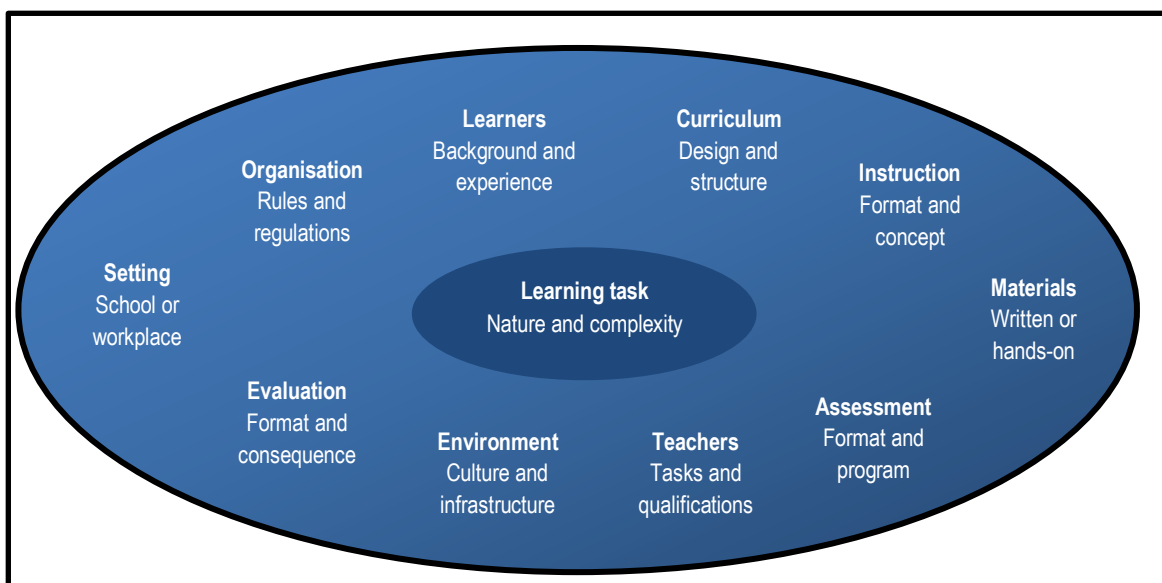 Learners
Background and
experience
Curriculum
Design and
structure
Organisation
Rules and
regulations
Instruction
Format and
concept
Setting
School or
workplace
Learning task
Nature and complexity
Materials
Written or
hands-on
Evaluation
Format and
consequence
Environment
Culture and
infrastructure
Teachers
Tasks and
qualifications
Assessment
Format and
program